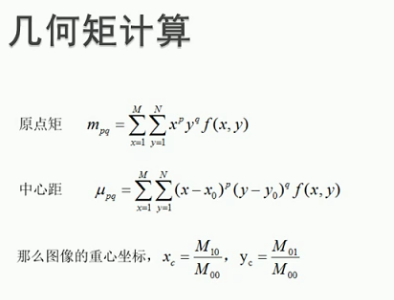 几何矩计算
原点矩 $m_{pq} = \sum_{x=1}^{M} \sum_{y=1}^{N} x^p y^q f(x, y)$
中心距 $\mu_{pq} = \sum_{x=1}^{M} \sum_{y=1}^{N} (x - x_0)^p (y - y_0)^q f(x, y)$
那么图像的重心坐标，$x_c = \frac{M_{10}}{M_{00}}$，$y_c = \frac{M_{01}}{M_{00}}$